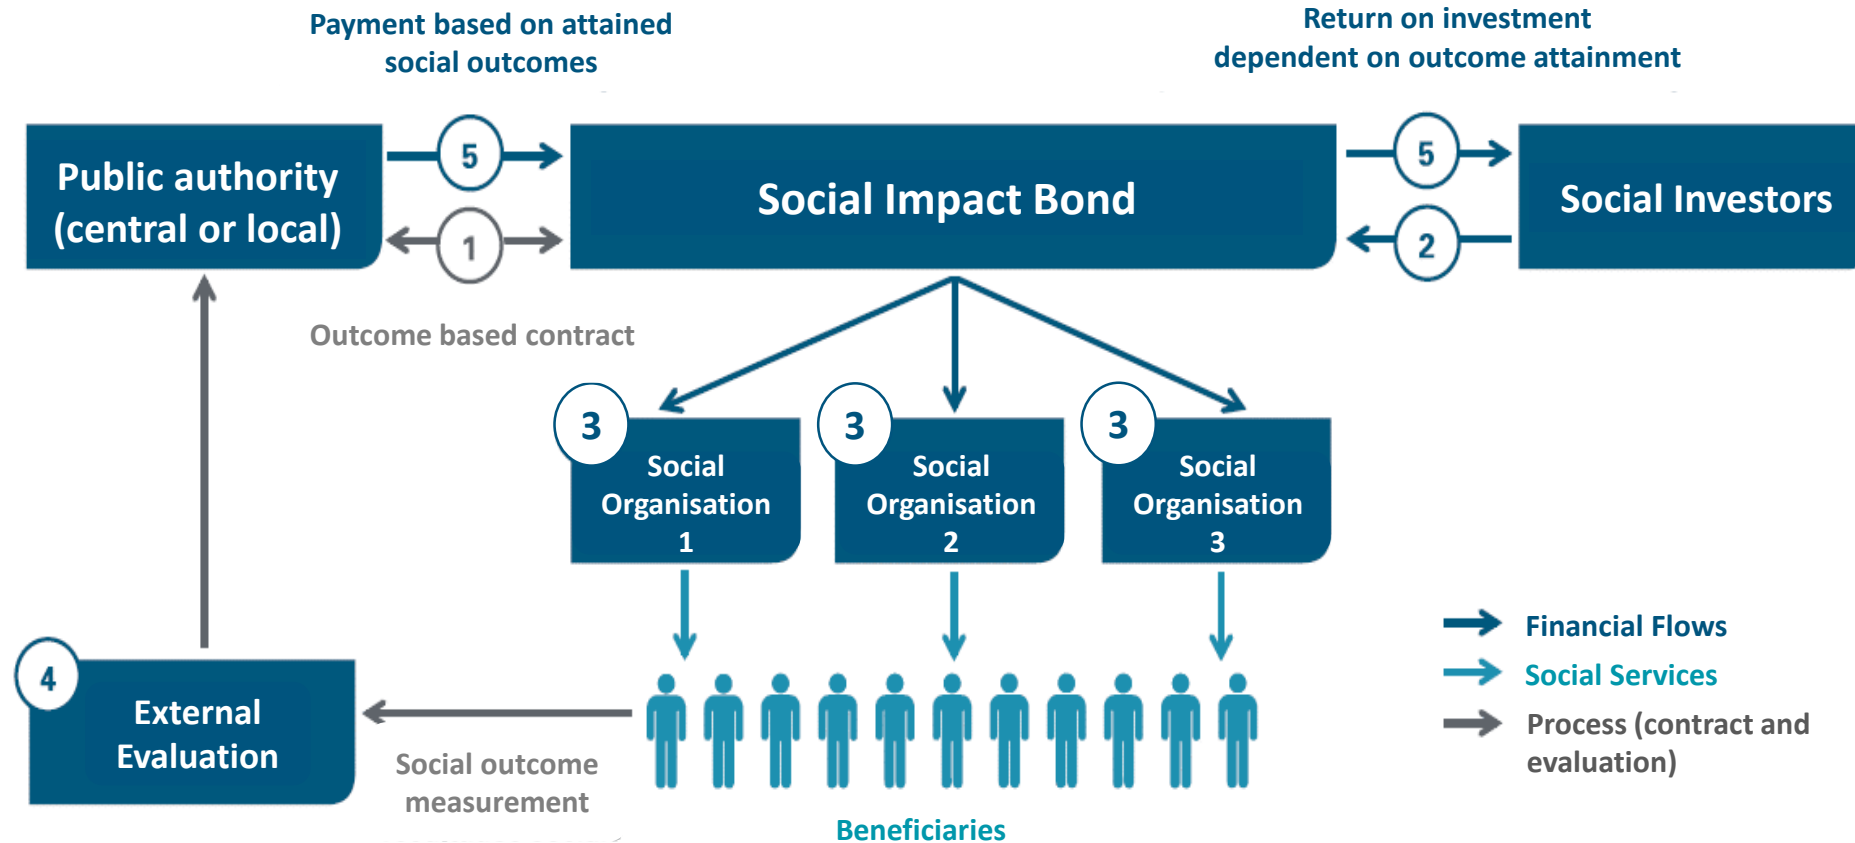 Payment based on attained
social outcomes
Return on investment
dependent on outcome attainment
Public authority
(central or local)
5
1
Social Impact Bond
5
2
Social Investors
Outcome based contract
3
Social
Organisation
1
3
Social
Organisation
2
3
Social
Organisation
3
Financial Flows
Social Services
Process (contract and
evaluation)
4
External
Evaluation
Social outcome
measurement
Beneficiaries